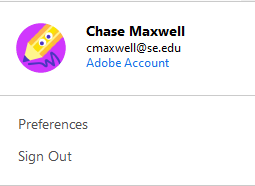 Chase Maxwell
cmaxwell@se.edu
Adobe Account
Preferences
Sign Out